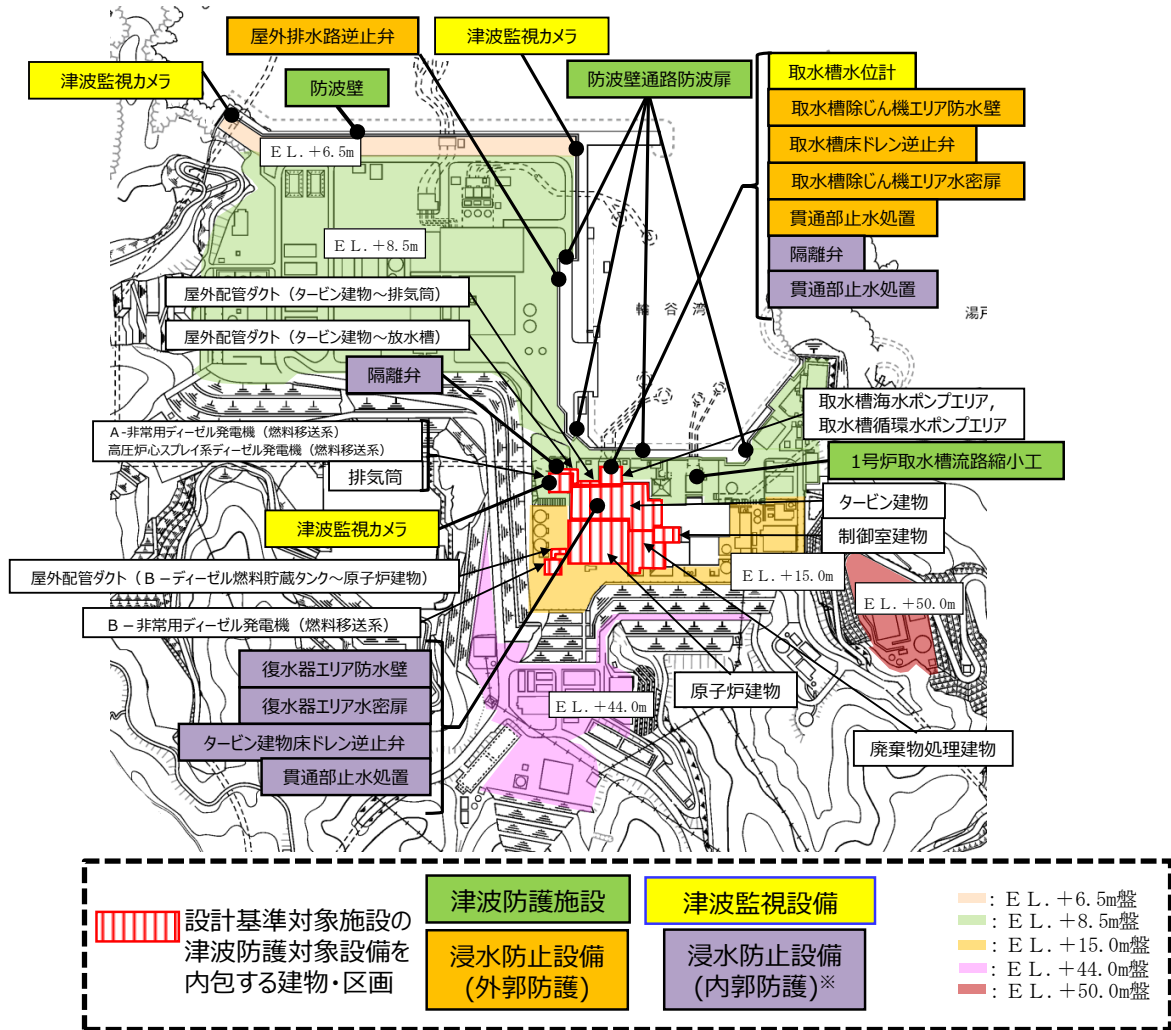 屋外排水路逆止弁
津波監視カメラ
津波監視カメラ
防波壁
防波壁通路防波扉
取水槽水位計
取水槽除じん機エリア防水壁
取水槽床ドレン逆止弁
取水槽除じん機エリア水密扉
貫通部止水処置
隔離弁
貫通部止水処置
EL.+6.5m
EL.+8.5m
輪谷湾
屋外配管ダクト(タービン建物~排気筒)
屋外配管ダクト(タービン建物~放水槽)
隔離弁
取水槽海水ポンプエリア,
取水槽循環水ポンプエリア
A-非常用ディーゼル発電機(燃料移送系)
高圧炉心スプレイ系ディーゼル発電機(燃料移送系)
排気筒
1号炉取水槽流路縮小工
タービン建物
津波監視カメラ
制御室建物
屋外配管ダクト(B-ディーゼル燃料貯蔵タンク~原子炉建物)
EL.+15.0m
EL.+50.0m
B-非常用ディーゼル発電機(燃料移送系)
復水器エリア防水壁
復水器エリア水密扉
タービン建物床ドレン逆止弁
貫通部止水処置
原子炉建物
EL.+44.0m
廃棄物処理建物
設計基準対象施設の
津波防護対象設備を
内包する建物・区画
津波防護施設
津波監視設備
浸水防止設備
(外郭防護)
浸水防止設備
(内郭防護)※
:EL.+6.5m盤
:EL.+8.5m盤
:EL.+15.0m盤
:EL.+44.0m盤
:EL.+50.0m盤